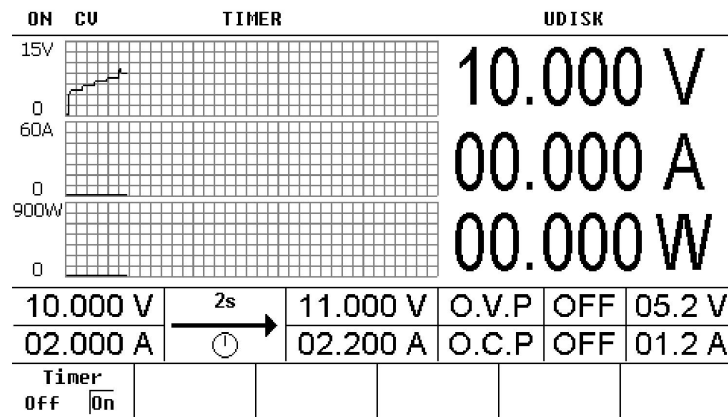 ON CV TIMER UDISK
15V
10.000 V
0
60A
00.000 A
0
900W
00.000 W
0
10.000 V 2s 11.000 V O.V.P OFF 05.2 V
02.000 A 02.200 A O.C.P OFF 01.2 A
Timer
Off On